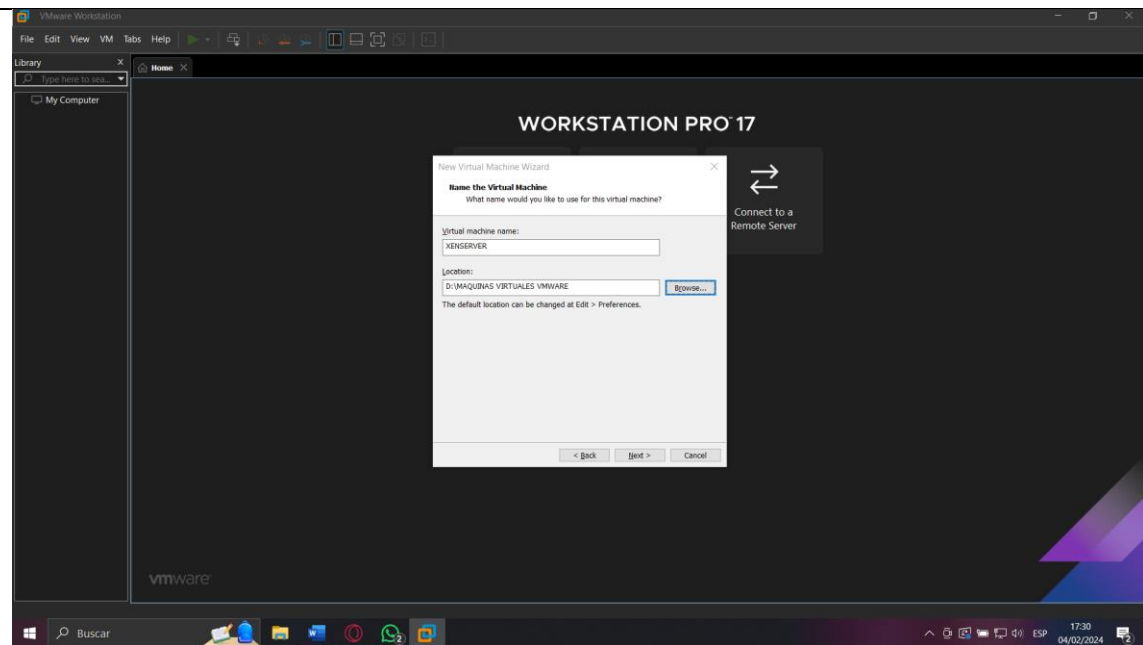 VMware Workstation
File Edit View VM Tabs Help
Library X
Type here to sea...
Home
My Computer
WORKSTATION PRO™ 17
New Virtual Machine Wizard
Name the Virtual Machine
What name would you like to use for this virtual machine?
Connect to a
Remote Server
Virtual machine name:
XENSERVER
Location:
D:\MAQUINAS VIRTUALES VMWARE
Browse...
The default location can be changed at Edit > Preferences.
< Back Next > Cancel
vmware
Buscar
2
ESP
17:30
04/02/2024
2